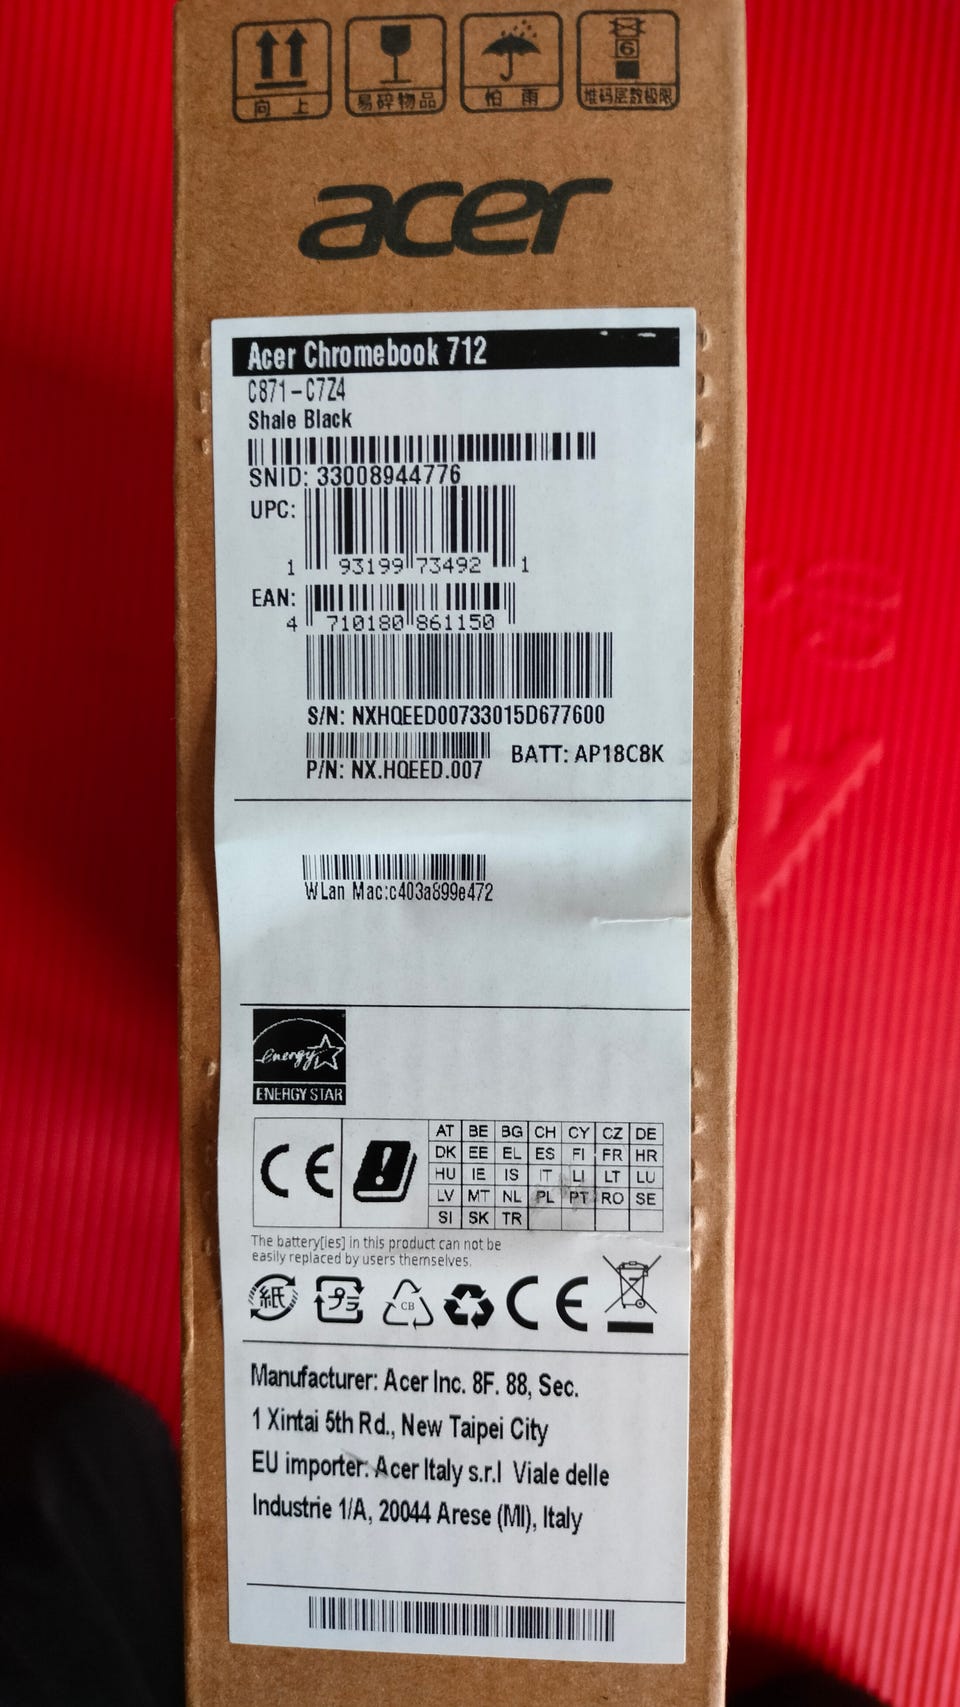 向 上
易碎物品
怕 雨
6
堆码层数极限
acer
Acer Chromebook 712
C871-C7Z4
Shale Black
SNID: 33008944776
UPC:
1 93199 73492 1
EAN:
4 710180 861150
S/N: NXHQEED00733015D677600
P/N: NX.HQEED.007
BATT: AP18C8K
WLan Mac:c403a899e472
energy
ENERGY STAR
CE
AT BE BG CH CY CZ DE
DK EE EL ES FI FR HR
HU IE IS IT LI LT LU
LV MT NL PL PT RO SE
SI SK TR
The battery[ies] in this product can not be
easily replaced by users themselves.
紙 プラ CB CE
Manufacturer: Acer Inc. 8F. 88, Sec.
1 Xintai 5th Rd., New Taipei City
EU importer: Acer Italy s.r.l Viale delle
Industrie 1/A, 20044 Arese (MI), Italy